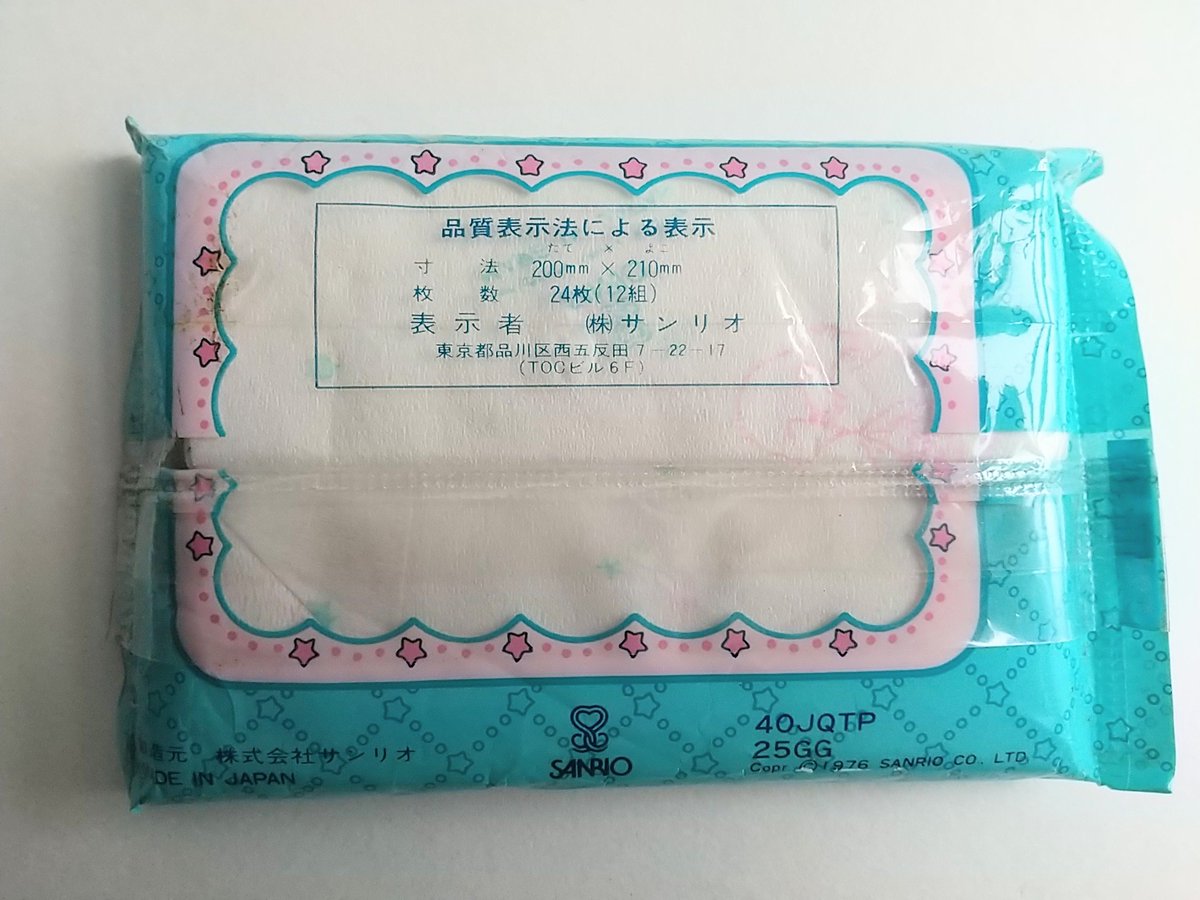 品質表示法による表示
たて × よこ
寸 法 200mm × 210mm
枚 数 24枚(12組)
表示者 ㈱サンリオ
東京都品川区西五反田7-22-17
(TOCビル6F)
元 株式会社サンリオ
DE IN JAPAN
SANRIO
40JQTP
25GG
Copr. ©1976 SANRIO CO. LTD.